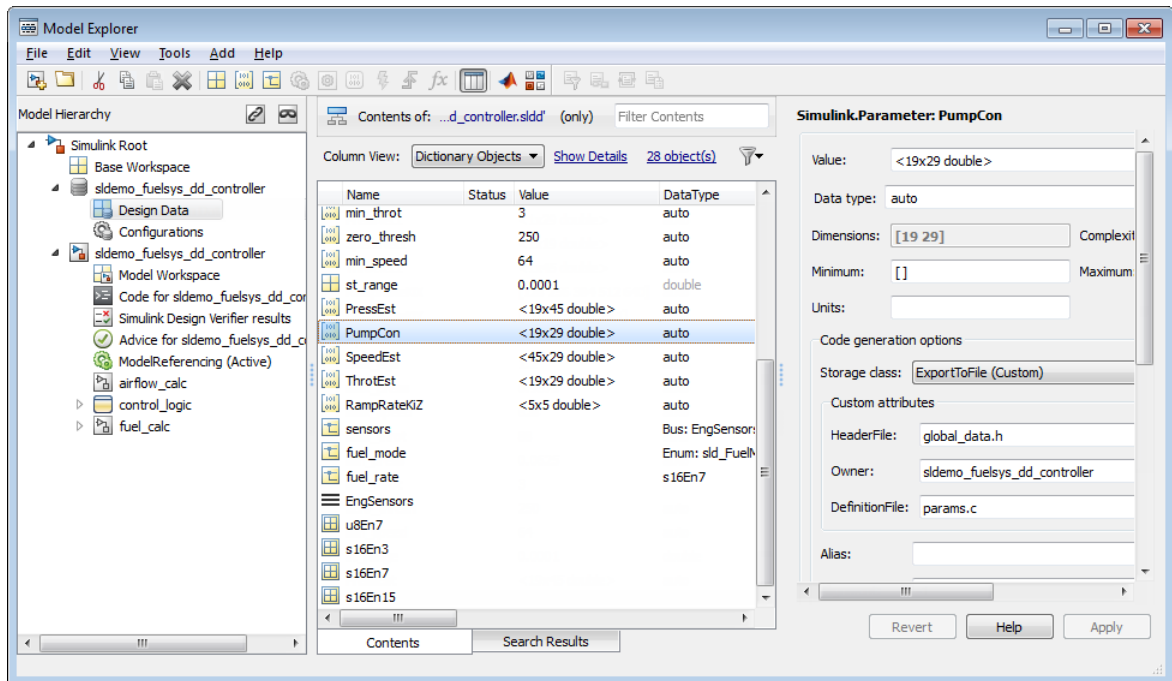 Model Explorer
File Edit View Tools Add Help
Model Hierarchy
Simulink Root
Base Workspace
sldemo_fuelsys_dd_controller
Design Data
Configurations
sldemo_fuelsys_dd_controller
Model Workspace
Code for sldemo_fuelsys_dd_cor
Simulink Design Verifier results
Advice for sldemo_fuelsys_dd_c
ModelReferencing (Active)
airflow_calc
control_logic
fuel_calc
Contents of: ...d_controller.sldd' (only) Filter Contents
Column View: Dictionary Objects Show Details 28 object(s)
Name Status Value DataType
min_throt 3 auto
zero_thresh 250 auto
min_speed 64 auto
st_range 0.0001 double
PressEst <19x45 double> auto
PumpCon <19x29 double> auto
SpeedEst <45x29 double> auto
ThrotEst <19x29 double> auto
RampRateKiZ <5x5 double> auto
sensors Bus: EngSensor:
fuel_mode Enum: sld_FuelM
fuel_rate s16En7
EngSensors
u8En7
s16En3
s16En7
s16En15
Contents Search Results
Simulink.Parameter: PumpCon
Value: <19x29 double>
Data type: auto
Dimensions: [19 29] Complexit
Minimum: [] Maximum:
Units:
Code generation options
Storage class: ExportToFile (Custom)
Custom attributes
HeaderFile: global_data.h
Owner: sldemo_fuelsys_dd_controller
DefinitionFile: params.c
Alias:
Revert Help Apply